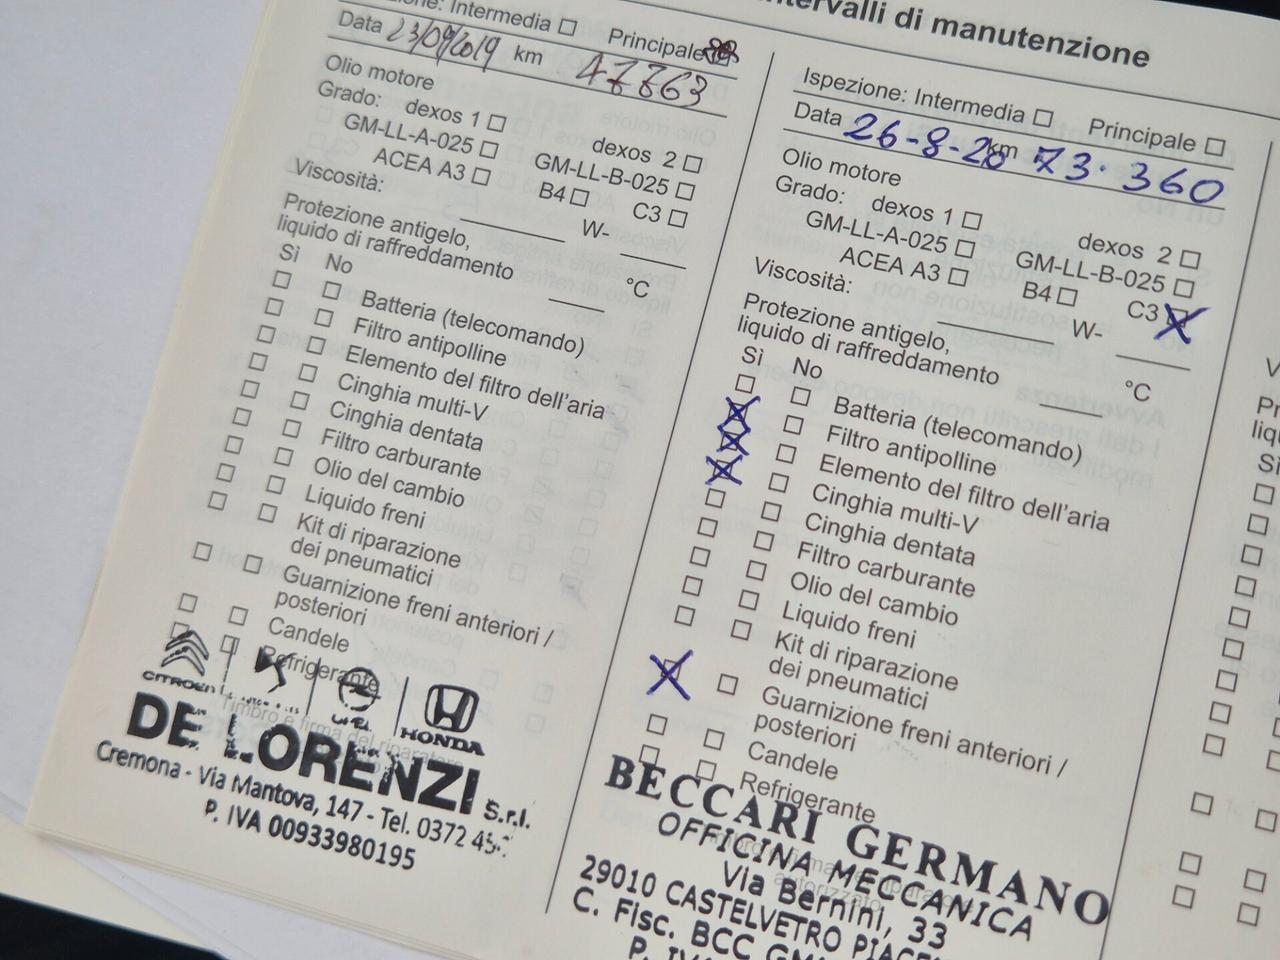 intervalli di manutenzione
Intermedia ☐ Principale
Data 23/09/2019 km 47763
Olio motore
Grado: dexos 1 ☐ dexos 2 ☐
GM-LL-A-025 ☐ GM-LL-B-025 ☐
ACEA A3 ☐ B4 ☐ C3 ☐
Viscosità: W-
Protezione antigelo,
liquido di raffreddamento °C
Sì No
☐ ☐ Batteria (telecomando)
☐ ☐ Filtro antipolline
☐ ☐ Elemento del filtro dell'aria
☐ ☐ Cinghia multi-V
☐ ☐ Cinghia dentata
☐ ☐ Filtro carburante
☐ ☐ Olio del cambio
☐ ☐ Liquido freni
☐ ☐ Kit di riparazione
dei pneumatici
☐ ☐ Guarnizione freni anteriori /
posteriori
☐ ☐ Candele
☐ ☐ Refrigerante
Timbro e firma del riparatore
CITROËN HONDA
DE LORENZI S.r.l.
Cremona - Via Mantova, 147 - Tel. 0372
P. IVA 00933980195
Ispezione: Intermedia ☐ Principale ☐
Data 26-8-20 km 73.360
Olio motore
Grado: dexos 1 ☐ dexos 2 ☐
GM-LL-A-025 ☐ GM-LL-B-025 ☐
ACEA A3 ☐ B4 ☐ C3 ☒
Viscosità: W-
Protezione antigelo,
liquido di raffreddamento °C
Sì No
☐ ☐ Batteria (telecomando)
☒ ☐ Filtro antipolline
☒ ☐ Elemento del filtro dell'aria
☒ ☐ Cinghia multi-V
☐ ☐ Cinghia dentata
☐ ☐ Filtro carburante
☐ ☐ Olio del cambio
☐ ☐ Liquido freni
☐ ☐ Kit di riparazione
dei pneumatici
☒ ☐ Guarnizione freni anteriori /
posteriori
☐ ☐ Candele
☐ ☐ Refrigerante
BECCARI GERMANO
OFFICINA MECCANICA
Via Bernini, 33
29010 CASTELVETRO
C. Fisc. BCC